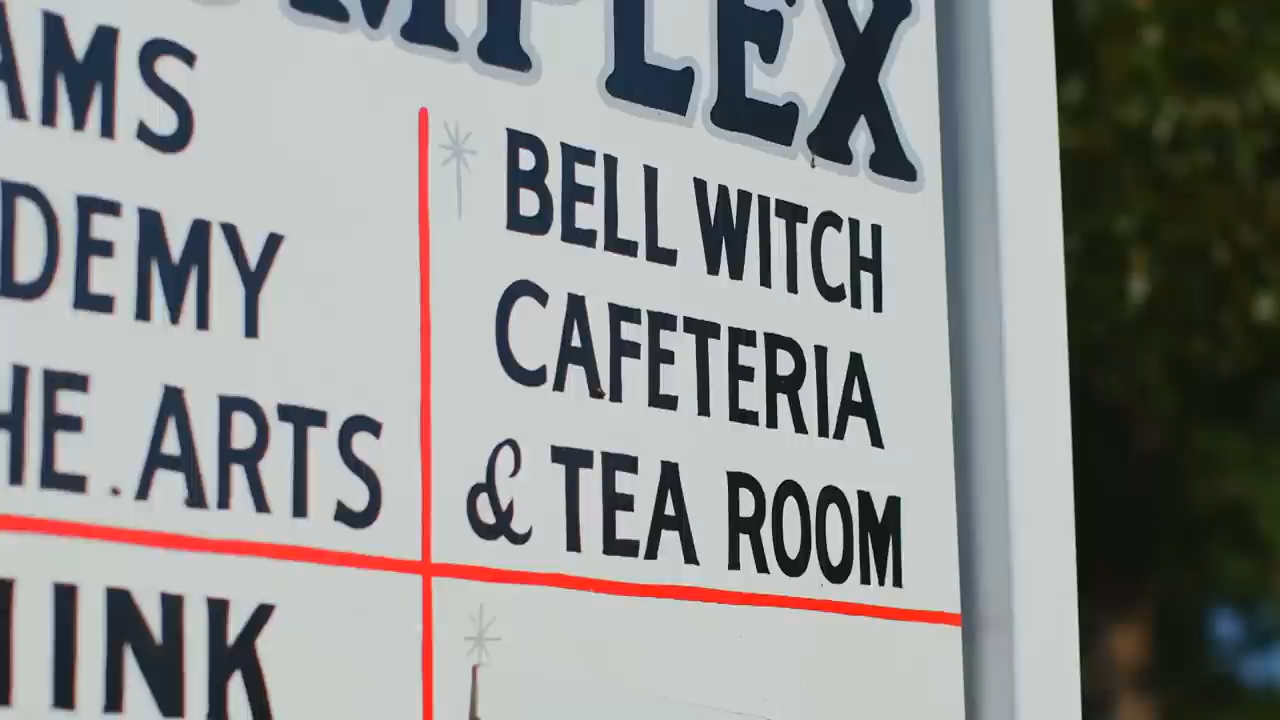 MPLEX
AMS
DEMY
HE ARTS
INK
BELL WITCH
CAFETERIA
& TEA ROOM